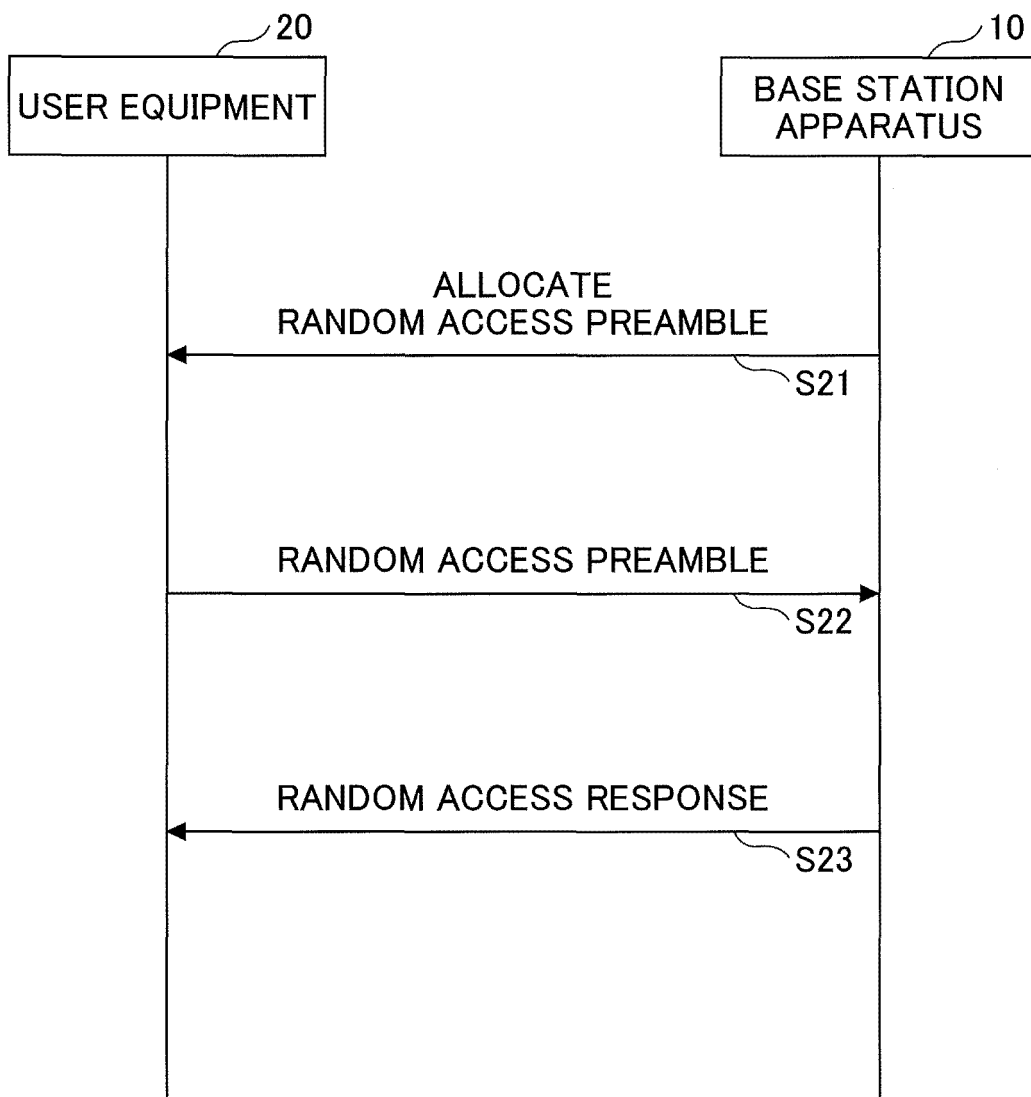 20
10
USER EQUIPMENT
BASE STATION
APPARATUS
ALLOCATE
RANDOM ACCESS PREAMBLE
S21
RANDOM ACCESS PREAMBLE
S22
RANDOM ACCESS RESPONSE
S23